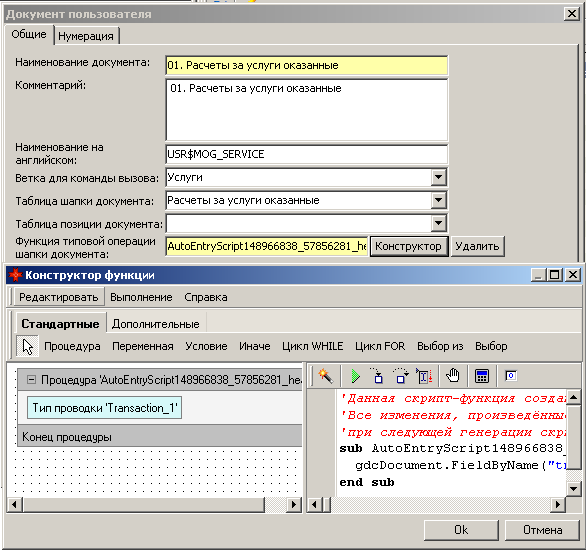 Документ пользователя
Общие Нумерация
Наименование документа: 01. Расчеты за услуги оказанные
Комментарий: 01. Расчеты за услуги оказанные
Наименование на
английском: USR$MOG_SERVICE
Ветка для команды вызова: Услуги
Таблица шапки документа: Расчеты за услуги оказанные
Таблица позиции документа:
Функция типовой операции
шапки документа: AutoEntryScript148966838_57856281_he Конструктор Удалить
Конструктор функции
Редактировать Выполнение Справка
Стандартные Дополнительные
Процедура Переменная Условие Иначе Цикл WHILE Цикл FOR Выбор из Выбор
Процедура 'AutoEntryScript148966838_57856281_hea
Тип проводки 'Transaction_1'
Конец процедуры
'Данная скрипт-функция созда
'Все изменения, произведённые
'при следующей генерации скр
sub AutoEntryScript148966838_
gdcDocument.FieldByName("t
end sub
Ok Отмена